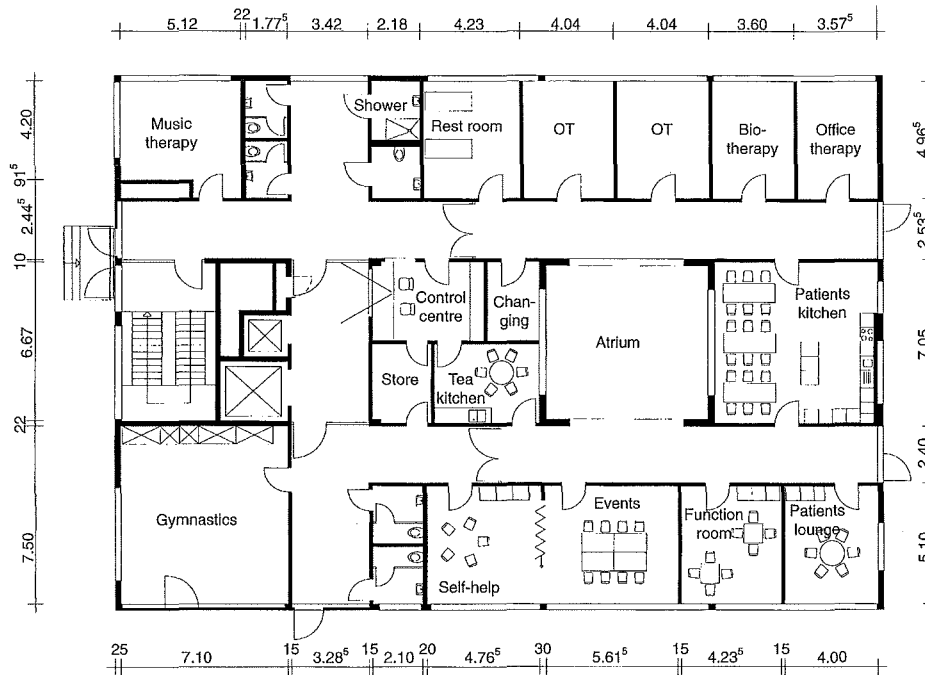 22
5.12 1.77⁵ 3.42 2.18 4.23 4.04 4.04 3.60 3.57⁵
4.20
91⁵
2.44⁵
10
6.67
22
7.50
Music
therapy
Shower
Rest room
OT
OT
Bio-
therapy
Office
therapy
4.96⁵
2.53⁵
7.05
2.40
5.10
Control
centre
Chan-
ging
Atrium
Patients
kitchen
Store
Tea
kitchen
Gymnastics
Self-help
Events
Function
room
Patients
lounge
25 15 15 20 30 15 15
7.10 3.28⁵ 2.10 4.76⁵ 5.61⁵ 4.23⁵ 4.00